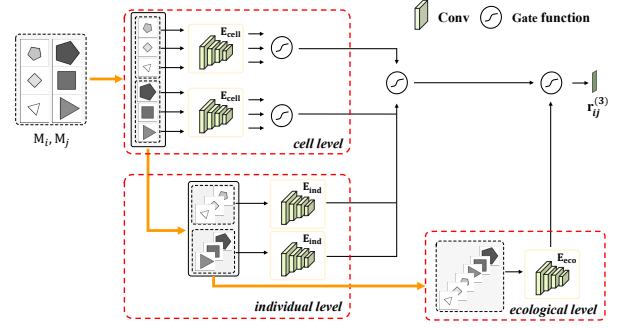 Conv
Gate function
E_cell
E_cell
M_i, M_j
cell level
r_ij^(3)
E_ind
E_ind
individual level
E_eco
ecological level